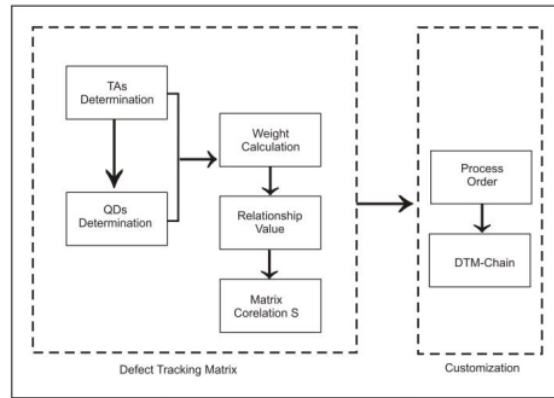 TAs
Determination
QDs
Determination
Weight
Calculation
Relationship
Value
Matrix
Corelation S
Defect Tracking Matrix
Process
Order
DTM-Chain
Customization